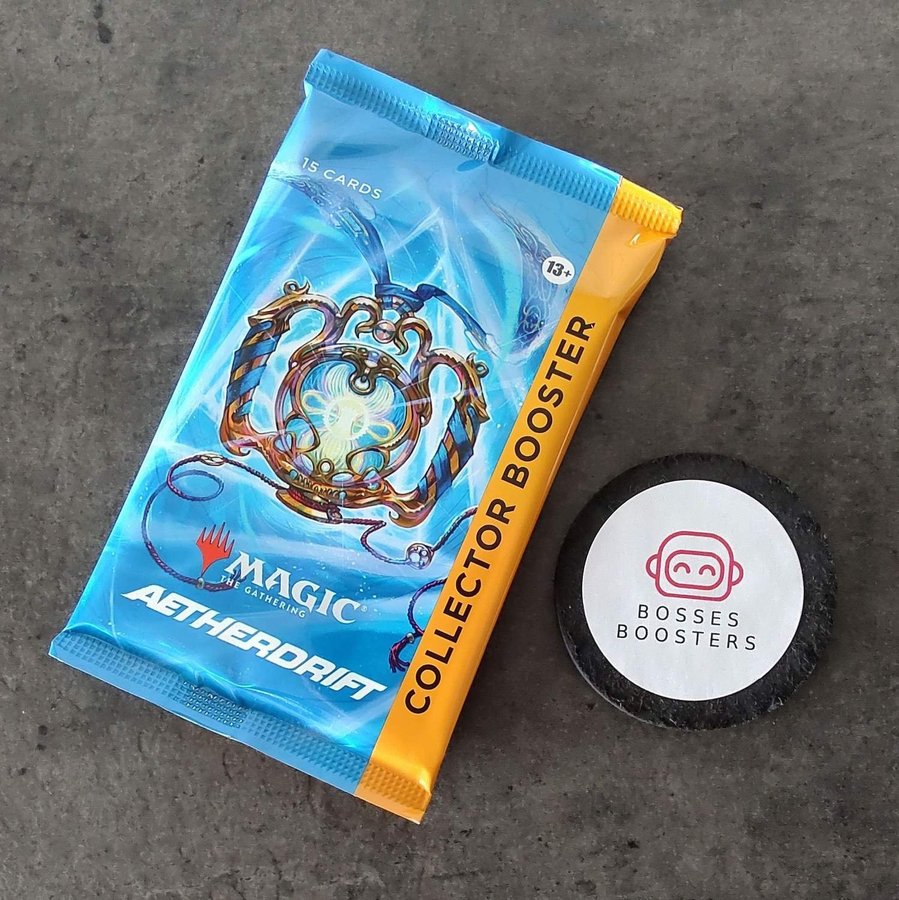 15 CARDS
13+
COLLECTOR BOOSTER
MAGIC®
THE GATHERING
AETHERDRIFT
BOSSES
BOOSTERS